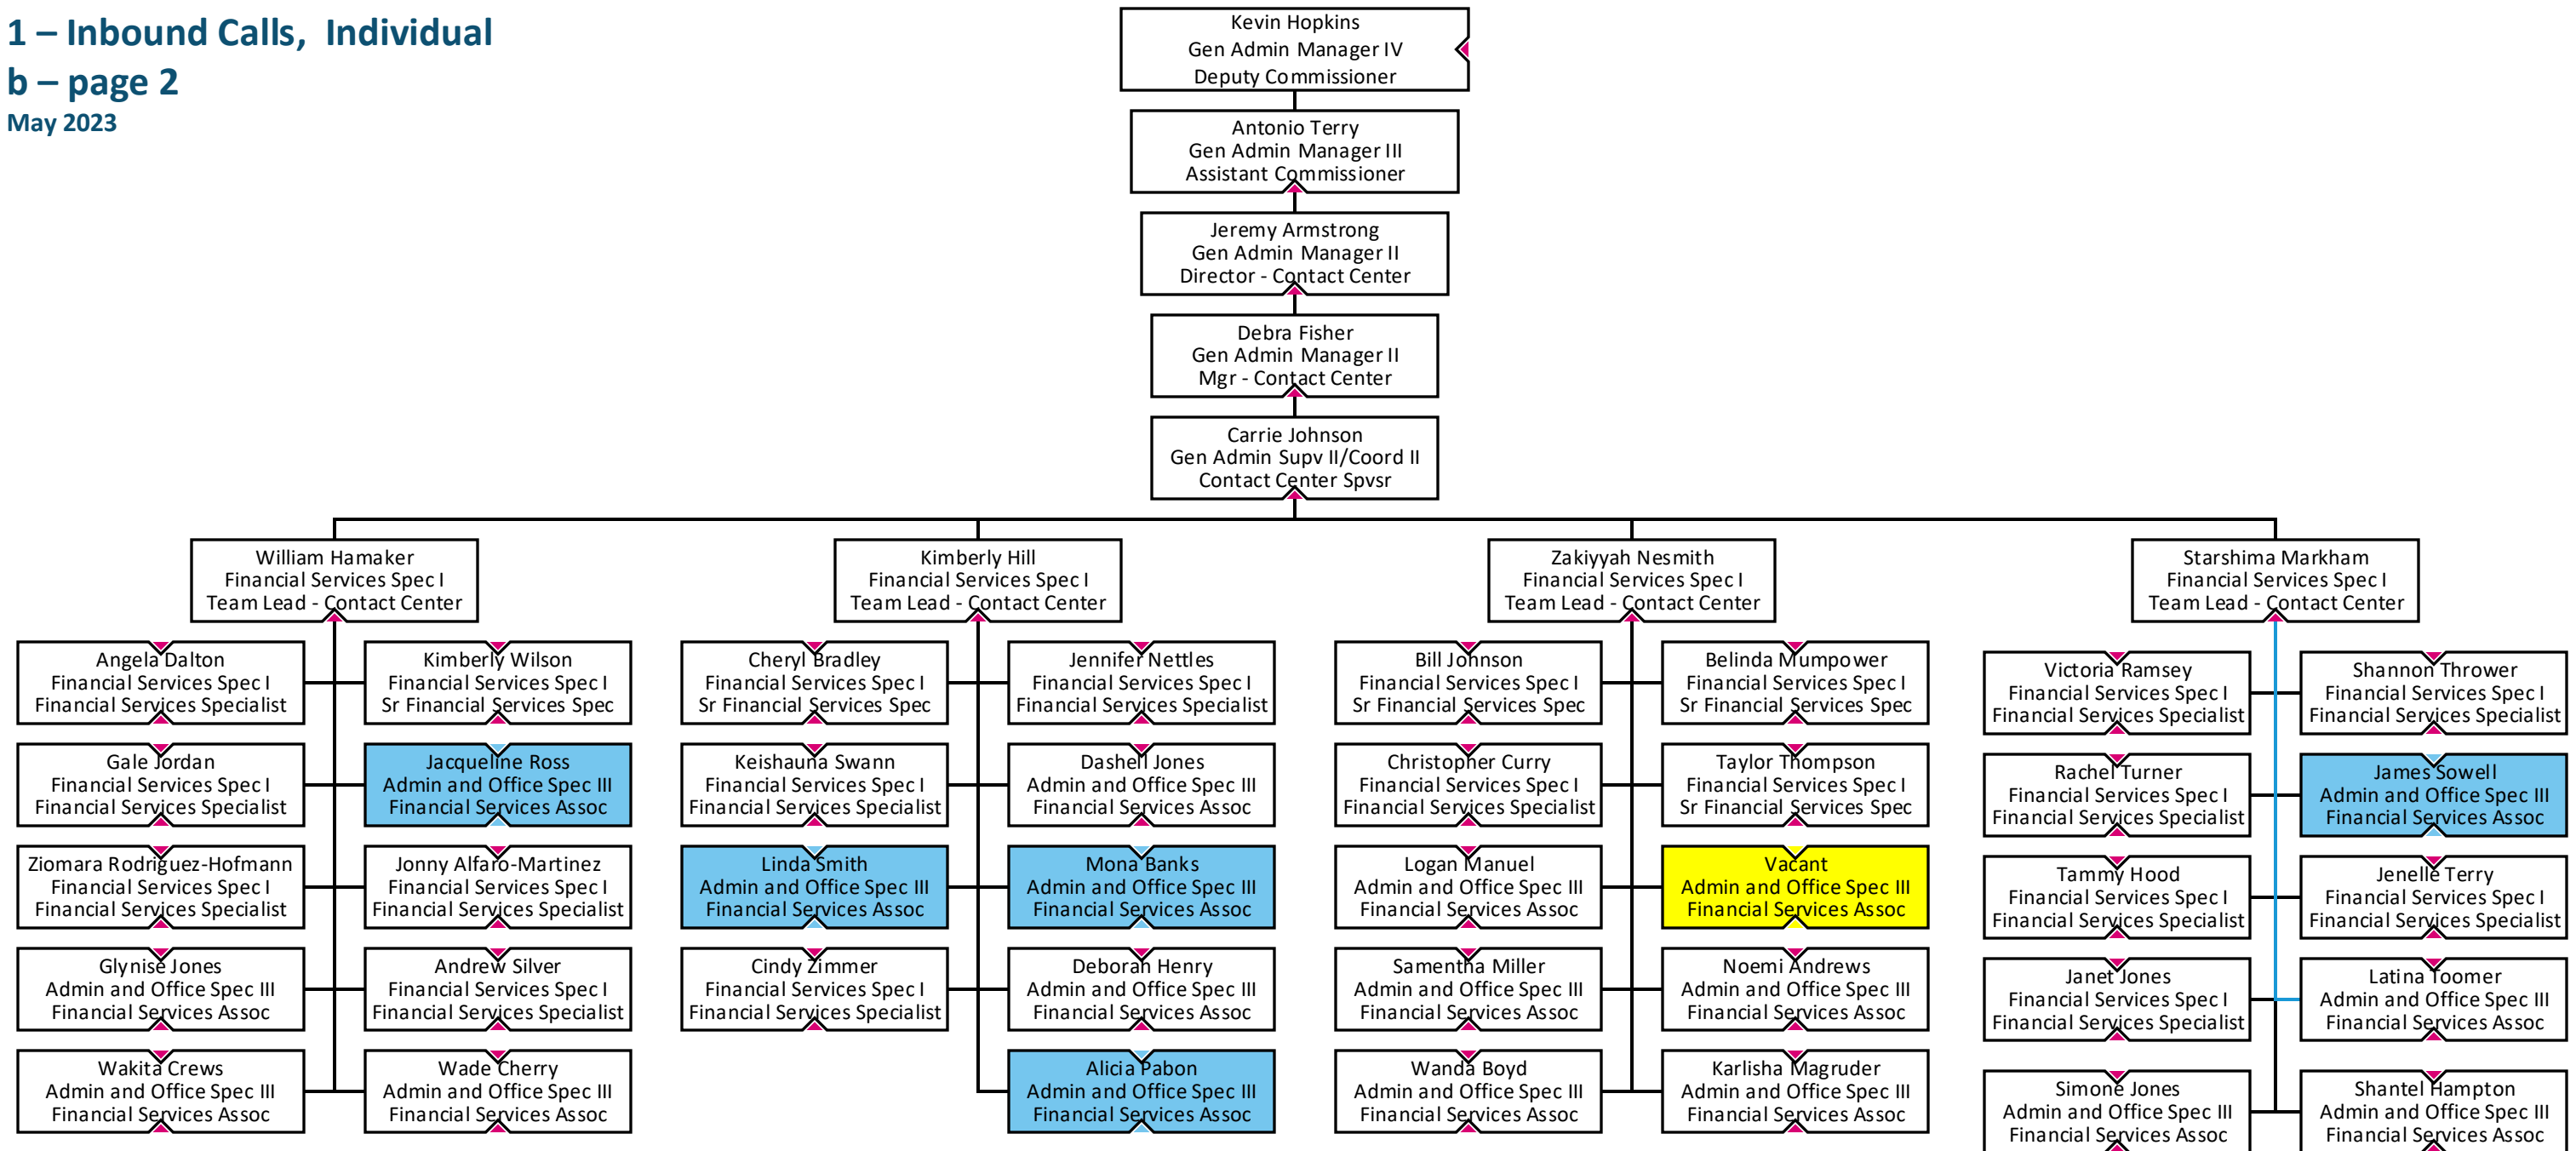 1 – Inbound Calls, Individual
b – page 2
May 2023
Kevin Hopkins
Gen Admin Manager IV
Deputy Commissioner
Antonio Terry
Gen Admin Manager III
Assistant Commissioner
Jeremy Armstrong
Gen Admin Manager II
Director - Contact Center
Debra Fisher
Gen Admin Manager II
Mgr - Contact Center
Carrie Johnson
Gen Admin Supv II/Coord II
Contact Center Spvsr
William Hamaker
Financial Services Spec I
Team Lead - Contact Center
Angela Dalton
Financial Services Spec I
Financial Services Specialist
Kimberly Wilson
Financial Services Spec I
Sr Financial Services Spec
Gale Jordan
Financial Services Spec I
Financial Services Specialist
Jacqueline Ross
Admin and Office Spec III
Financial Services Assoc
Ziomara Rodriguez-Hofmann
Financial Services Spec I
Financial Services Specialist
Jonny Alfaro-Martinez
Financial Services Spec I
Financial Services Specialist
Glynise Jones
Admin and Office Spec III
Financial Services Assoc
Andrew Silver
Financial Services Spec I
Financial Services Specialist
Wakita Crews
Admin and Office Spec III
Financial Services Assoc
Wade Cherry
Admin and Office Spec III
Financial Services Assoc
Kimberly Hill
Financial Services Spec I
Team Lead - Contact Center
Cheryl Bradley
Financial Services Spec I
Sr Financial Services Spec
Jennifer Nettles
Financial Services Spec I
Financial Services Specialist
Keishauna Swann
Financial Services Spec I
Financial Services Specialist
Dashell Jones
Admin and Office Spec III
Financial Services Assoc
Linda Smith
Admin and Office Spec III
Financial Services Assoc
Mona Banks
Admin and Office Spec III
Financial Services Assoc
Cindy Zimmer
Financial Services Spec I
Financial Services Specialist
Deborah Henry
Admin and Office Spec III
Financial Services Assoc
Alicia Pabon
Admin and Office Spec III
Financial Services Assoc
Zakiyyah Nesmith
Financial Services Spec I
Team Lead - Contact Center
Bill Johnson
Financial Services Spec I
Sr Financial Services Spec
Belinda Mumpower
Financial Services Spec I
Sr Financial Services Spec
Christopher Curry
Financial Services Spec I
Financial Services Specialist
Taylor Thompson
Financial Services Spec I
Sr Financial Services Spec
Logan Manuel
Admin and Office Spec III
Financial Services Assoc
Vacant
Admin and Office Spec III
Financial Services Assoc
Samentha Miller
Admin and Office Spec III
Financial Services Assoc
Noemi Andrews
Admin and Office Spec III
Financial Services Assoc
Wanda Boyd
Admin and Office Spec III
Financial Services Assoc
Karlisha Magruder
Admin and Office Spec III
Financial Services Assoc
Starshima Markham
Financial Services Spec I
Team Lead - Contact Center
Victoria Ramsey
Financial Services Spec I
Financial Services Specialist
Shannon Thrower
Financial Services Spec I
Financial Services Specialist
Rachel Turner
Financial Services Spec I
Financial Services Specialist
James Sowell
Admin and Office Spec III
Financial Services Assoc
Tammy Hood
Financial Services Spec I
Financial Services Specialist
Jenelle Terry
Financial Services Spec I
Financial Services Specialist
Janet Jones
Financial Services Spec I
Financial Services Specialist
Latina Toomer
Admin and Office Spec III
Financial Services Assoc
Simone Jones
Admin and Office Spec III
Financial Services Assoc
Shantel Hampton
Admin and Office Spec III
Financial Services Assoc